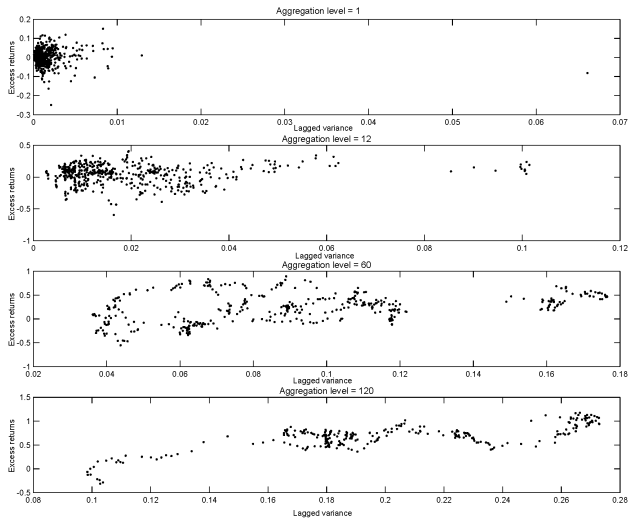 Aggregation level = 1
0.2
0.1
0
-0.1
-0.2
-0.3
Excess returns
0 0.01 0.02 0.03 0.04 0.05 0.06 0.07
Lagged variance
Aggregation level = 12
0.5
0
-0.5
-1
Excess returns
0 0.02 0.04 0.06 0.08 0.1 0.12
Lagged variance
Aggregation level = 60
1
0.5
0
-0.5
-1
Excess returns
0.02 0.04 0.06 0.08 0.1 0.12 0.14 0.16 0.18
Lagged variance
Aggregation level = 120
1.5
1
0.5
0
-0.5
Excess returns
0.08 0.1 0.12 0.14 0.16 0.18 0.2 0.22 0.24 0.26 0.28
Lagged variance